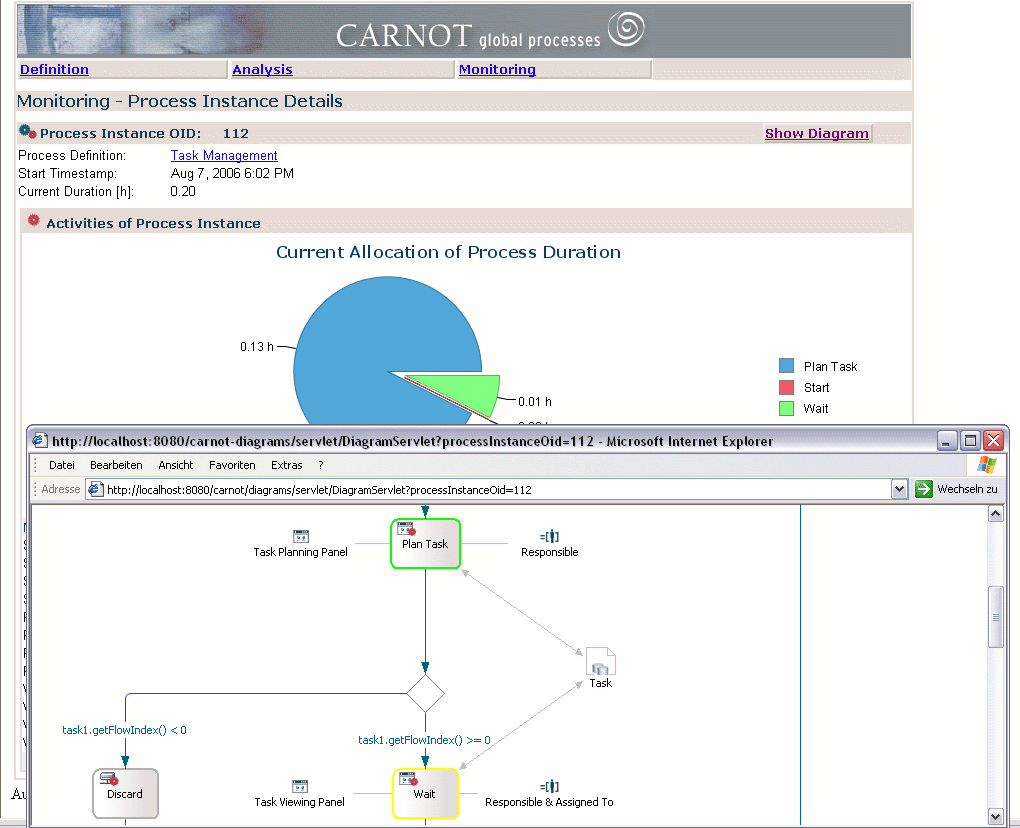 CARNOT global processes
Definition Analysis Monitoring
Monitoring - Process Instance Details
Process Instance OID: 112 Show Diagram
Process Definition: Task Management
Start Timestamp: Aug 7, 2006 6:02 PM
Current Duration [h]: 0.20
Activities of Process Instance
Current Allocation of Process Duration
0.13 h
0.01 h
Plan Task
Start
Wait
http://localhost:8080/carnot-diagrams/servlet/DiagramServlet?processInstanceOid=112 - Microsoft Internet Explorer
Datei Bearbeiten Ansicht Favoriten Extras ?
Adresse http://localhost:8080/carnot/diagrams/servlet/DiagramServlet?processInstanceOid=112 Wechseln zu
Plan Task
Task Planning Panel Responsible
Task
task1.getFlowIndex() < 0
task1.getFlowIndex() >= 0
Discard Wait
Task Viewing Panel Responsible & Assigned To